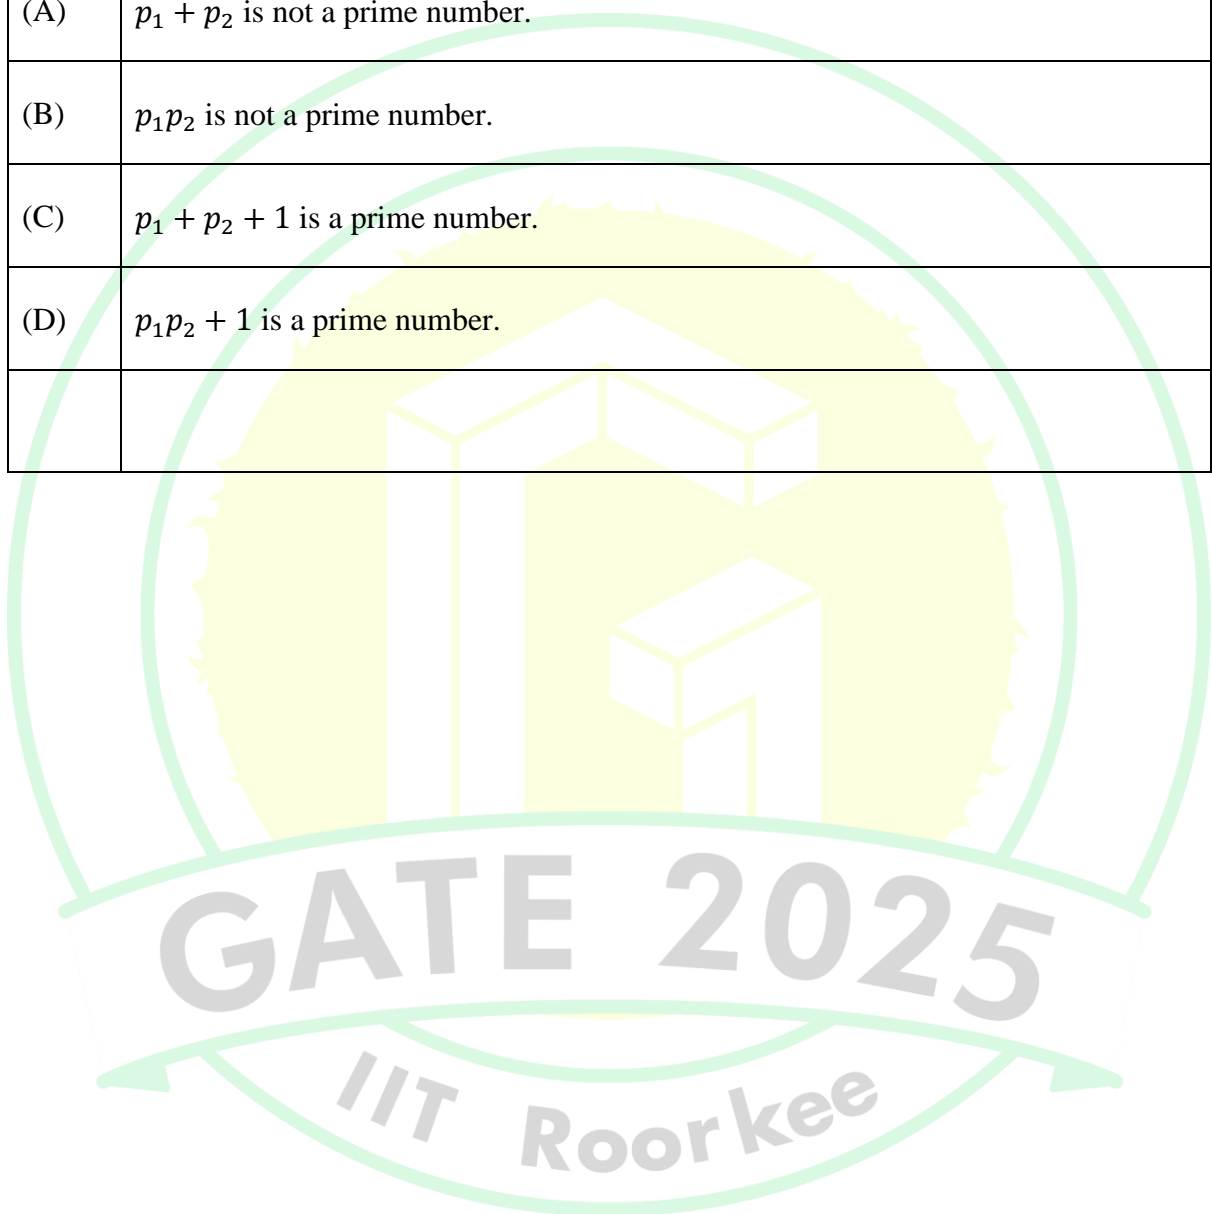 (A) p₁ + p₂ is not a prime number.
(B) p₁p₂ is not a prime number.
(C) p₁ + p₂ + 1 is a prime number.
(D) p₁p₂ + 1 is a prime number.
GATE 2025
IIT Roorkee